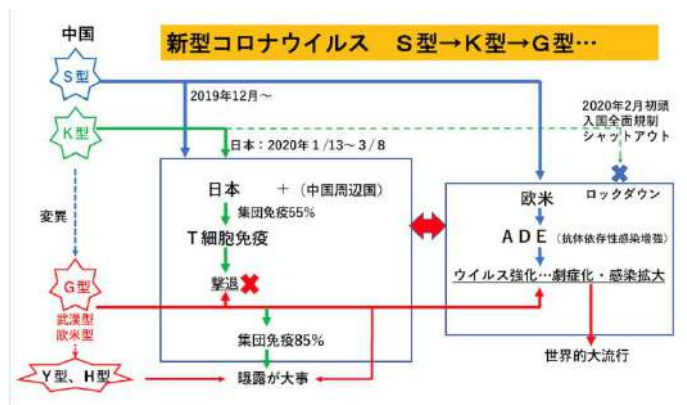 中国
新型コロナウイルス S型→K型→G型…
S型
2019年12月～
2020年2月初頭
入国全面規制
シャットアウト
K型
日本：2020年1/13～3/8
ロックダウン
日本 +（中国周辺国）
欧米
集団免疫55%
変異
T細胞免疫
ADE（抗体依存性感染増強）
撃退
ウイルス強化…劇症化・感染拡大
G型
武漢型
欧米型
集団免疫85%
世界的大流行
Y型、H型
曝露が大事